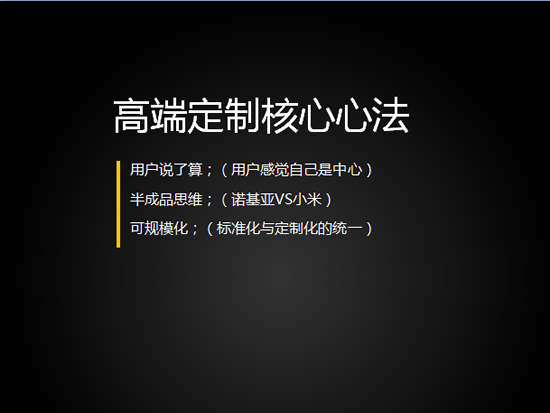 高端定制核心心法
用户说了算；（用户感觉自己是中心）
半成品思维；（诺基亚VS小米）
可规模化；（标准化与定制化的统一）